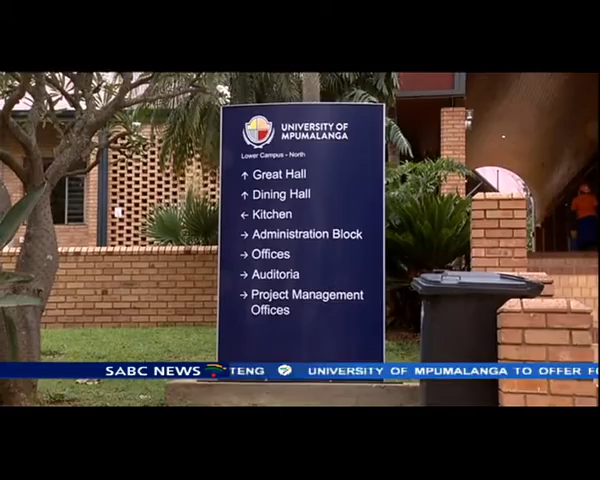 UNIVERSITY OF
MPUMALANGA
Lower Campus - North
↑ Great Hall
↑ Dining Hall
← Kitchen
→ Administration Block
→ Offices
→ Auditoria
→ Project Management
Offices
SABC NEWS TENG UNIVERSITY OF MPUMALANGA TO OFFER FO